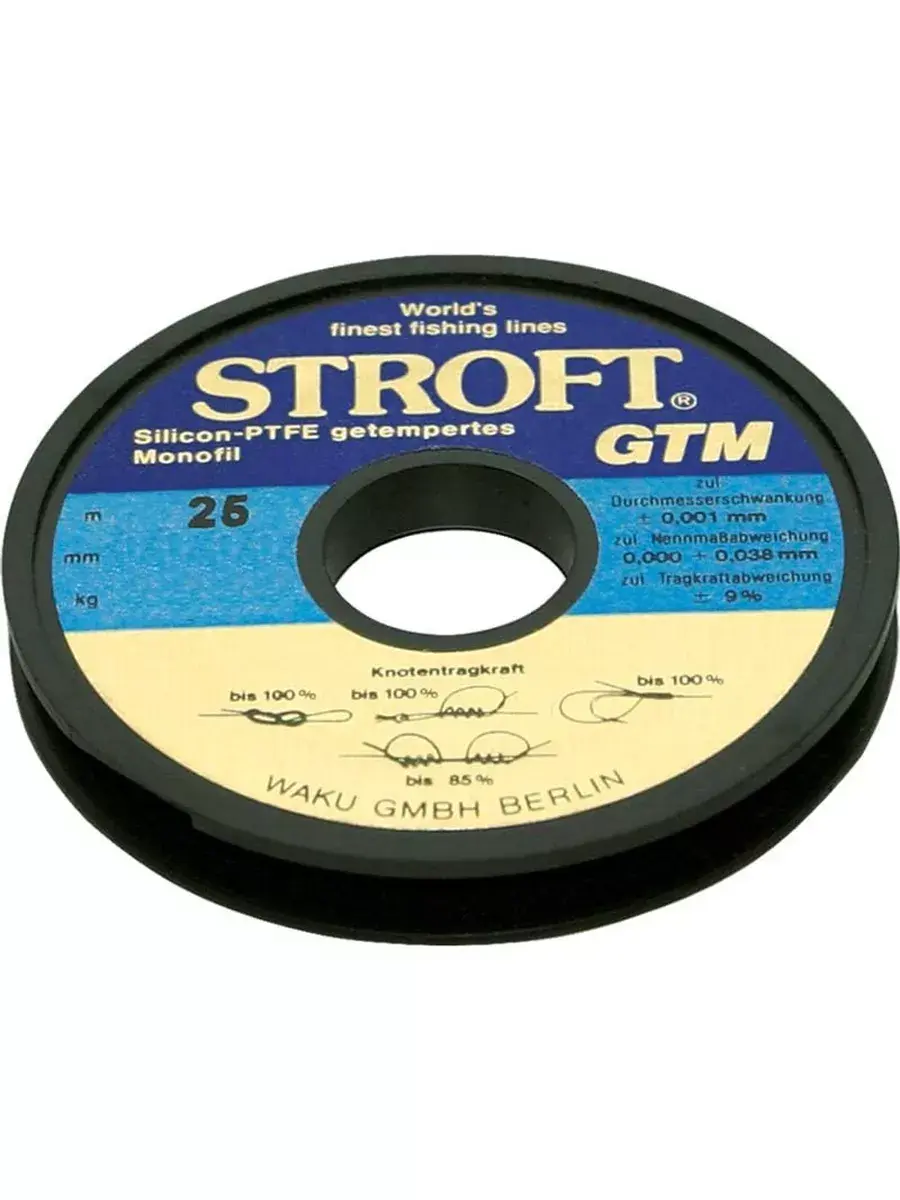 World's
finest fishing lines
STROFT®
Silicon-PTFE getempertes
Monofil
GTM
m 25
mm
kg
zul
Durchmesserschwankung
± 0,001 mm
zul Nennmaßabweichung
0,000 + 0,038 mm
zul Tragkraftabweichung
± 9%
Knotentragkraft
bis 100%
bis 100%
bis 100%
bis 85%
WAKU GMBH BERLIN